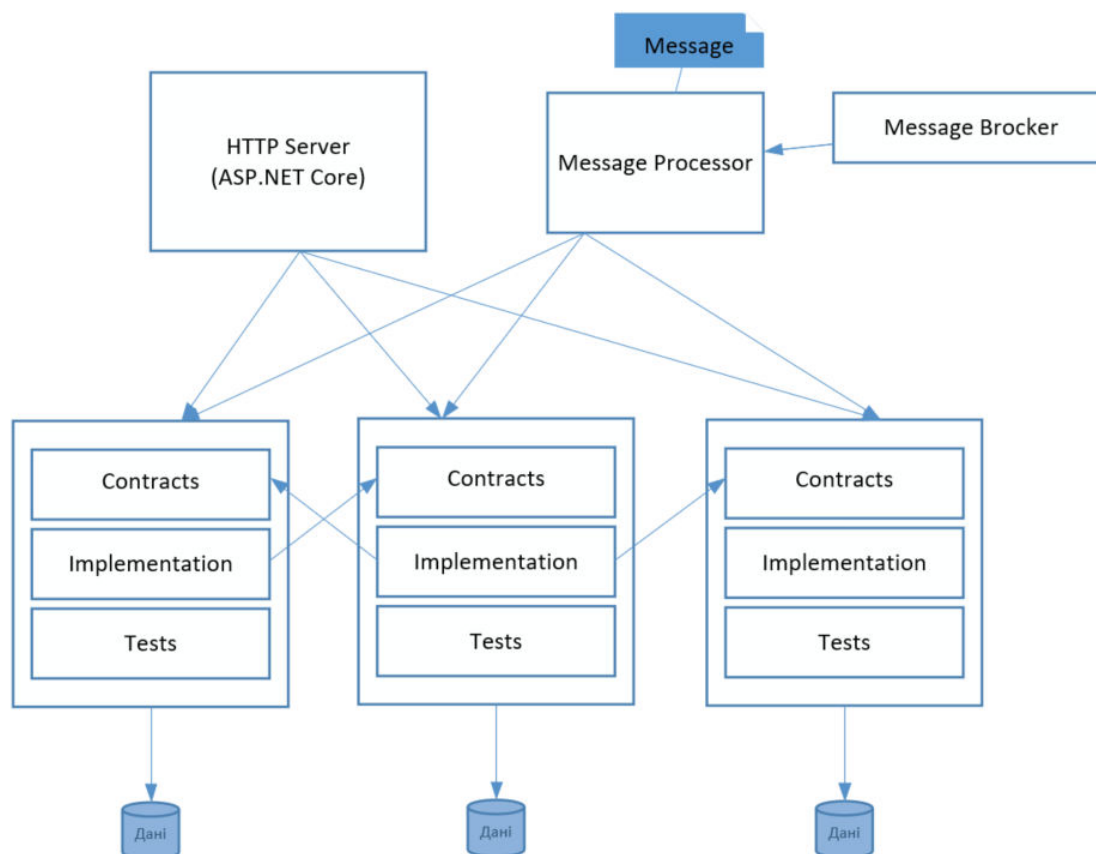 Message
HTTP Server
(ASP.NET Core)
Message Processor
Message Brocker
Contracts
Implementation
Tests
Contracts
Implementation
Tests
Contracts
Implementation
Tests
Дані
Дані
Дані